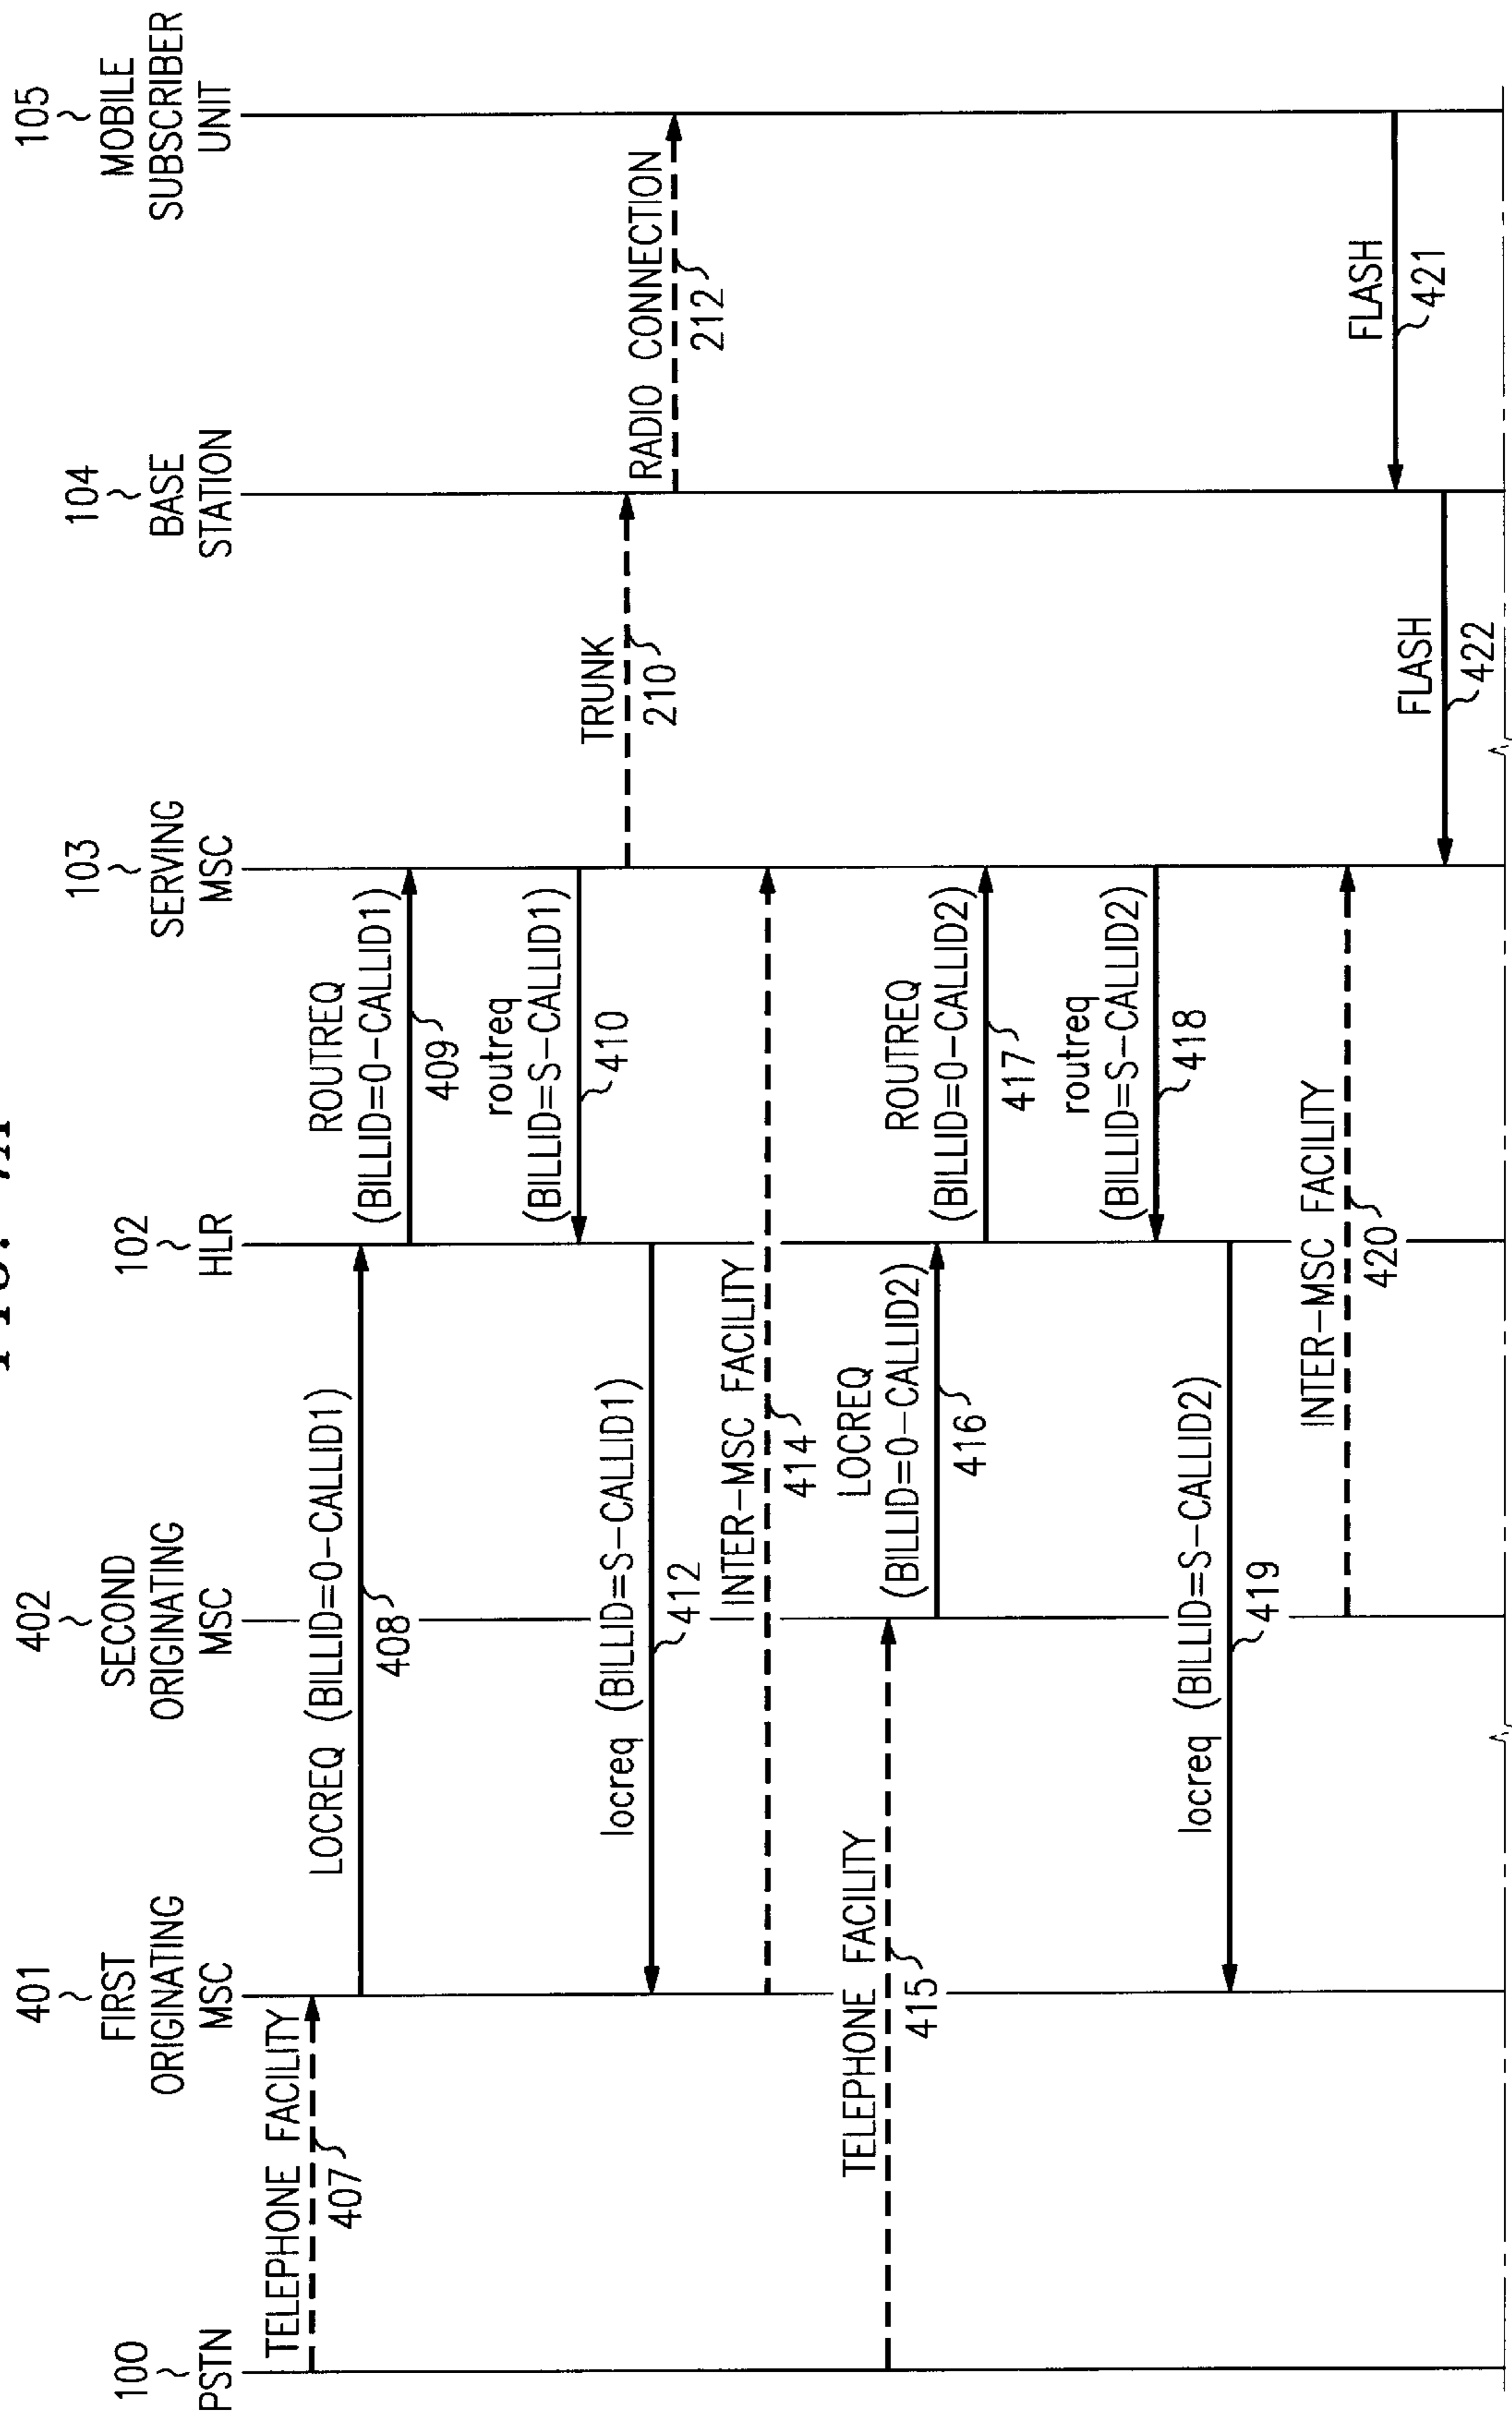 100
PSTN
401
FIRST
ORIGINATING
MSC
402
SECOND
ORIGINATING
MSC
102
HLR
103
SERVING
MSC
104
BASE
STATION
105
MOBILE
SUBSCRIBER
UNIT
TELEPHONE FACILITY
407
LOCREQ (BILLID=O-CALLID1)
408
ROUTREQ
(BILLID=O-CALLID1)
409
routreq
(BILLID=S-CALLID1)
410
TRUNK
210
locreq (BILLID=S-CALLID1)
412
RADIO CONNECTION
212
INTER-MSC FACILITY
414
TELEPHONE FACILITY
415
LOCREQ
(BILLID=O-CALLID2)
416
ROUTREQ
(BILLID=O-CALLID2)
417
routreq
(BILLID=S-CALLID2)
418
locreq (BILLID=S-CALLID2)
419
INTER-MSC FACILITY
420
FLASH
421
FLASH
422